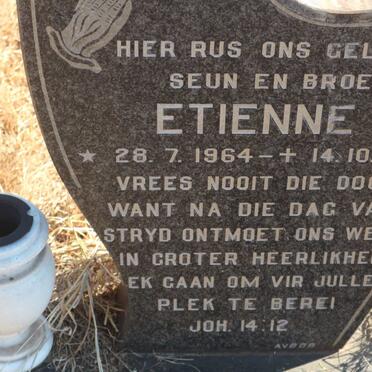 HIER RUS ONS GEL
SEUN EN BROE
ETIENNE
28. 7. 1964 – + 14. 10.
VREES NOOIT DIE DOO
WANT NA DIE DAG VA
STRYD ONTMOET ONS WE
IN GROTER HEERLIKHE
EK GAAN OM VIR JULLE
PLEK TE BEREI
JOH. 14:12